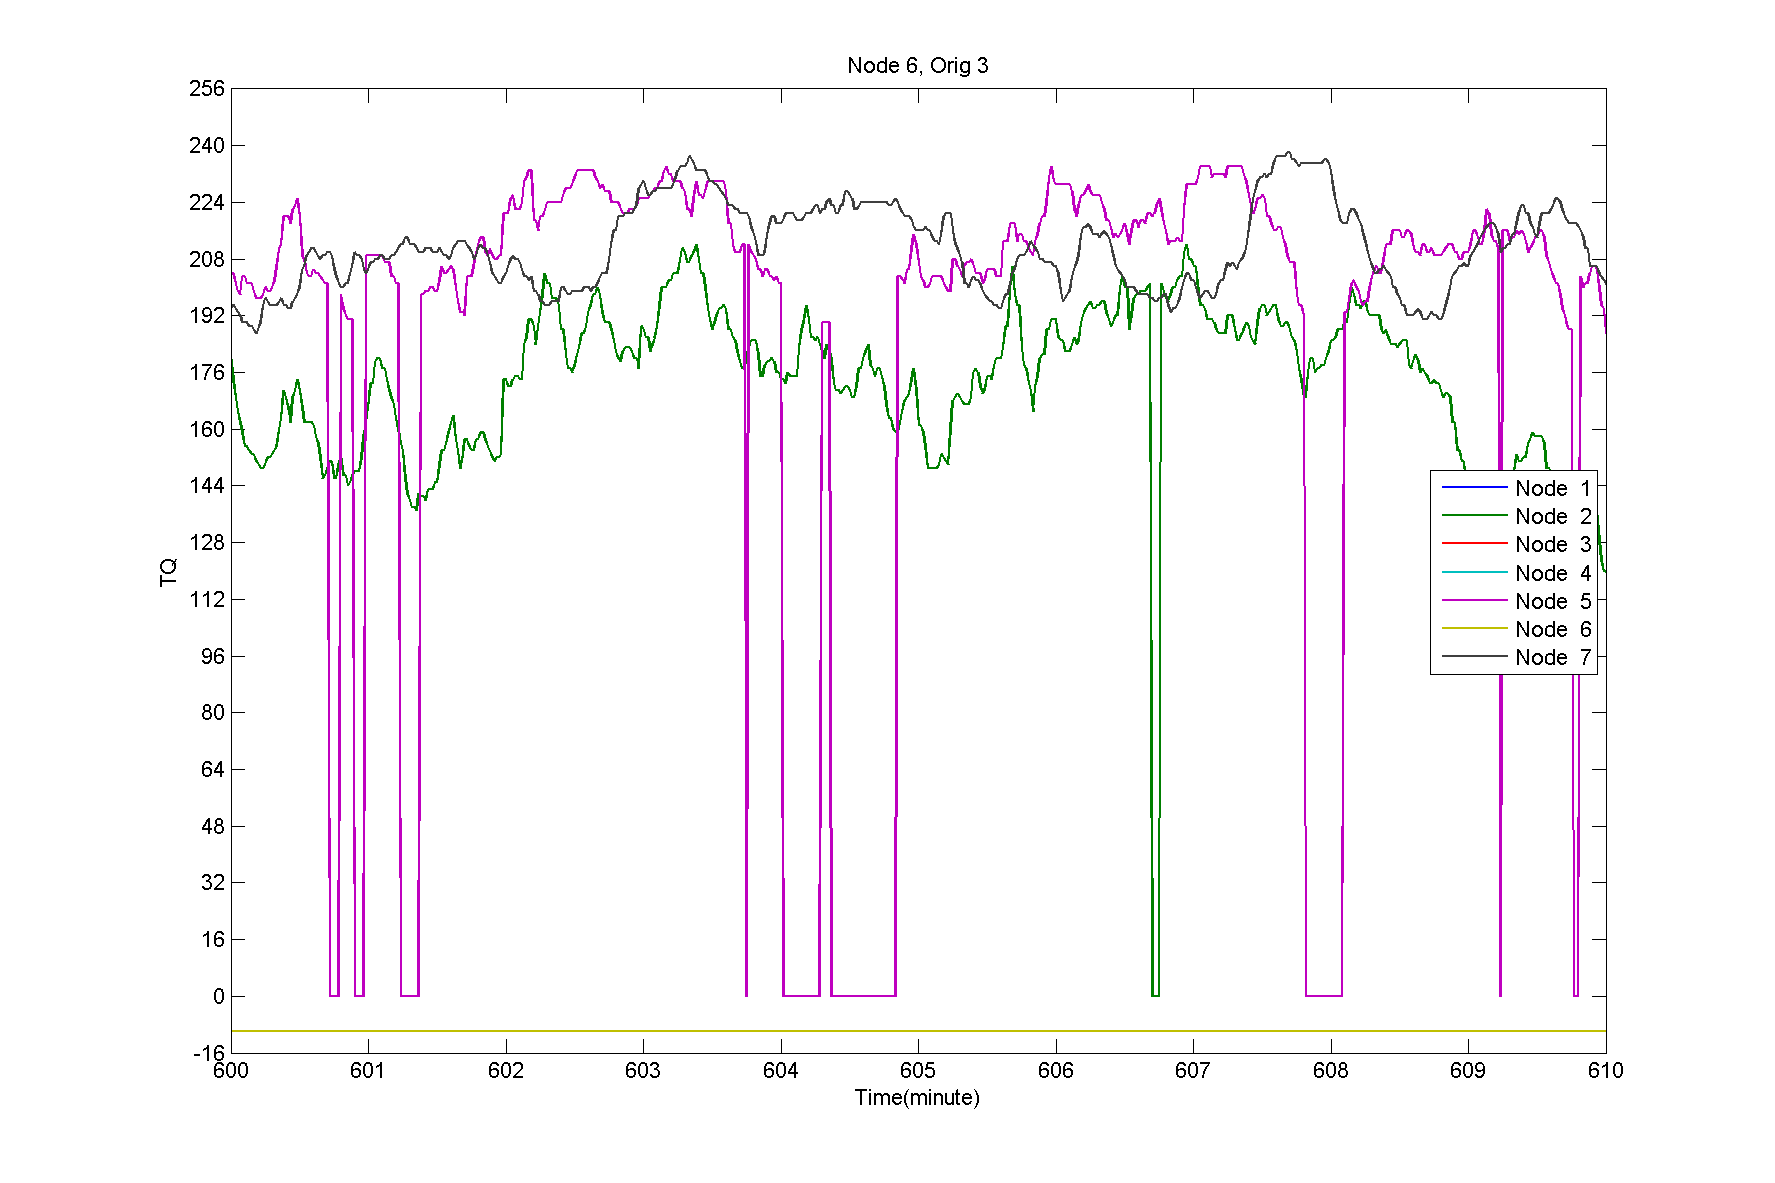 Node 6, Orig 3
256
240
224
208
192
176
160
144
128
112
96
80
64
48
32
16
0
-16
TQ
Node 1
Node 2
Node 3
Node 4
Node 5
Node 6
Node 7
600 601 602 603 604 605 606 607 608 609 610
Time(minute)